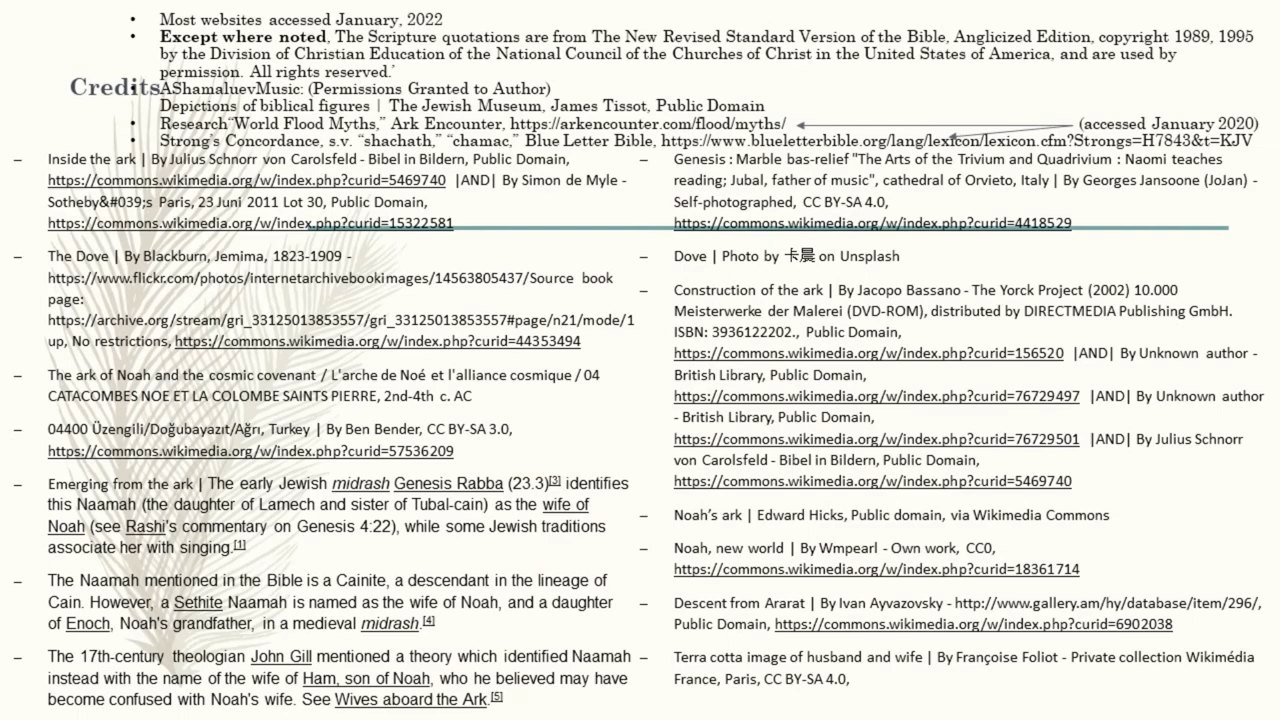 • Most websites accessed January, 2022
• Except where noted, The Scripture quotations are from The New Revised Standard Version of the Bible, Anglicized Edition, copyright 1989, 1995
by the Division of Christian Education of the National Council of the Churches of Christ in the United States of America, and are used by
permission. All rights reserved.’
Credits
• AShamaluevMusic: (Permissions Granted to Author)
Depictions of biblical figures | The Jewish Museum, James Tissot, Public Domain
• Research“World Flood Myths,” Ark Encounter, https://arkencounter.com/flood/myths/ (accessed January 2020)
• Strong’s Concordance, s.v. “shachath,” “chamac,” Blue Letter Bible, https://www.blueletterbible.org/lang/lexicon/lexicon.cfm?Strongs=H7843&t=KJV
– Inside the ark | By Julius Schnorr von Carolsfeld - Bibel in Bildern, Public Domain,
https://commons.wikimedia.org/w/index.php?curid=5469740 |AND| By Simon de Myle -
Sotheby&#039;s Paris, 23 Juni 2011 Lot 30, Public Domain,
https://commons.wikimedia.org/w/index.php?curid=15322581
– The Dove | By Blackburn, Jemima, 1823-1909 -
https://www.flickr.com/photos/internetarchivebookimages/14563805437/Source book
page:
https://archive.org/stream/gri_33125013853557/gri_33125013853557#page/n21/mode/1
up, No restrictions, https://commons.wikimedia.org/w/index.php?curid=44353494
– The ark of Noah and the cosmic covenant / L'arche de Noé et l'alliance cosmique / 04
CATACOMBES NOE ET LA COLOMBE SAINTS PIERRE, 2nd-4th c. AC
– 04400 Üzengili/Doğubayazıt/Ağrı, Turkey | By Ben Bender, CC BY-SA 3.0,
https://commons.wikimedia.org/w/index.php?curid=57536209
– Emerging from the ark | The early Jewish midrash Genesis Rabba (23.3)[3] identifies
this Naamah (the daughter of Lamech and sister of Tubal-cain) as the wife of
Noah (see Rashi's commentary on Genesis 4:22), while some Jewish traditions
associate her with singing.[1]
– The Naamah mentioned in the Bible is a Cainite, a descendant in the lineage of
Cain. However, a Sethite Naamah is named as the wife of Noah, and a daughter
of Enoch, Noah's grandfather, in a medieval midrash.[4]
– The 17th-century theologian John Gill mentioned a theory which identified Naamah
instead with the name of the wife of Ham, son of Noah, who he believed may have
become confused with Noah's wife. See Wives aboard the Ark.[5]
– Genesis : Marble bas-relief "The Arts of the Trivium and Quadrivium : Naomi teaches
reading; Jubal, father of music", cathedral of Orvieto, Italy | By Georges Jansoone (JoJan) -
Self-photographed, CC BY-SA 4.0,
https://commons.wikimedia.org/w/index.php?curid=4418529
– Dove | Photo by 卡晨 on Unsplash
– Construction of the ark | By Jacopo Bassano - The Yorck Project (2002) 10.000
Meisterwerke der Malerei (DVD-ROM), distributed by DIRECTMEDIA Publishing GmbH.
ISBN: 3936122202., Public Domain,
https://commons.wikimedia.org/w/index.php?curid=156520 |AND| By Unknown author -
British Library, Public Domain,
https://commons.wikimedia.org/w/index.php?curid=76729497 |AND| By Unknown author
- British Library, Public Domain,
https://commons.wikimedia.org/w/index.php?curid=76729501 |AND| By Julius Schnorr
von Carolsfeld - Bibel in Bildern, Public Domain,
https://commons.wikimedia.org/w/index.php?curid=5469740
– Noah’s ark | Edward Hicks, Public domain, via Wikimedia Commons
– Noah, new world | By Wmpearl - Own work, CC0,
https://commons.wikimedia.org/w/index.php?curid=18361714
– Descent from Ararat | By Ivan Ayvazovsky - http://www.gallery.am/hy/database/item/296/,
Public Domain, https://commons.wikimedia.org/w/index.php?curid=6902038
– Terra cotta image of husband and wife | By Françoise Foliot - Private collection Wikimédia
France, Paris, CC BY-SA 4.0,